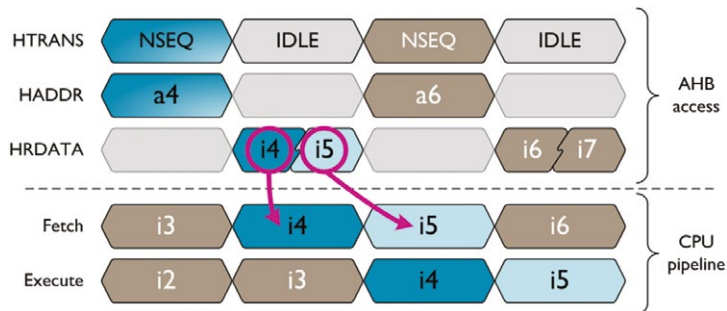 HTRANS NSEQ IDLE NSEQ IDLE
HADDR a4 a6
AHB access
HRDATA i4 i5 i6 i7
Fetch i3 i4 i5 i6
CPU pipeline
Execute i2 i3 i4 i5